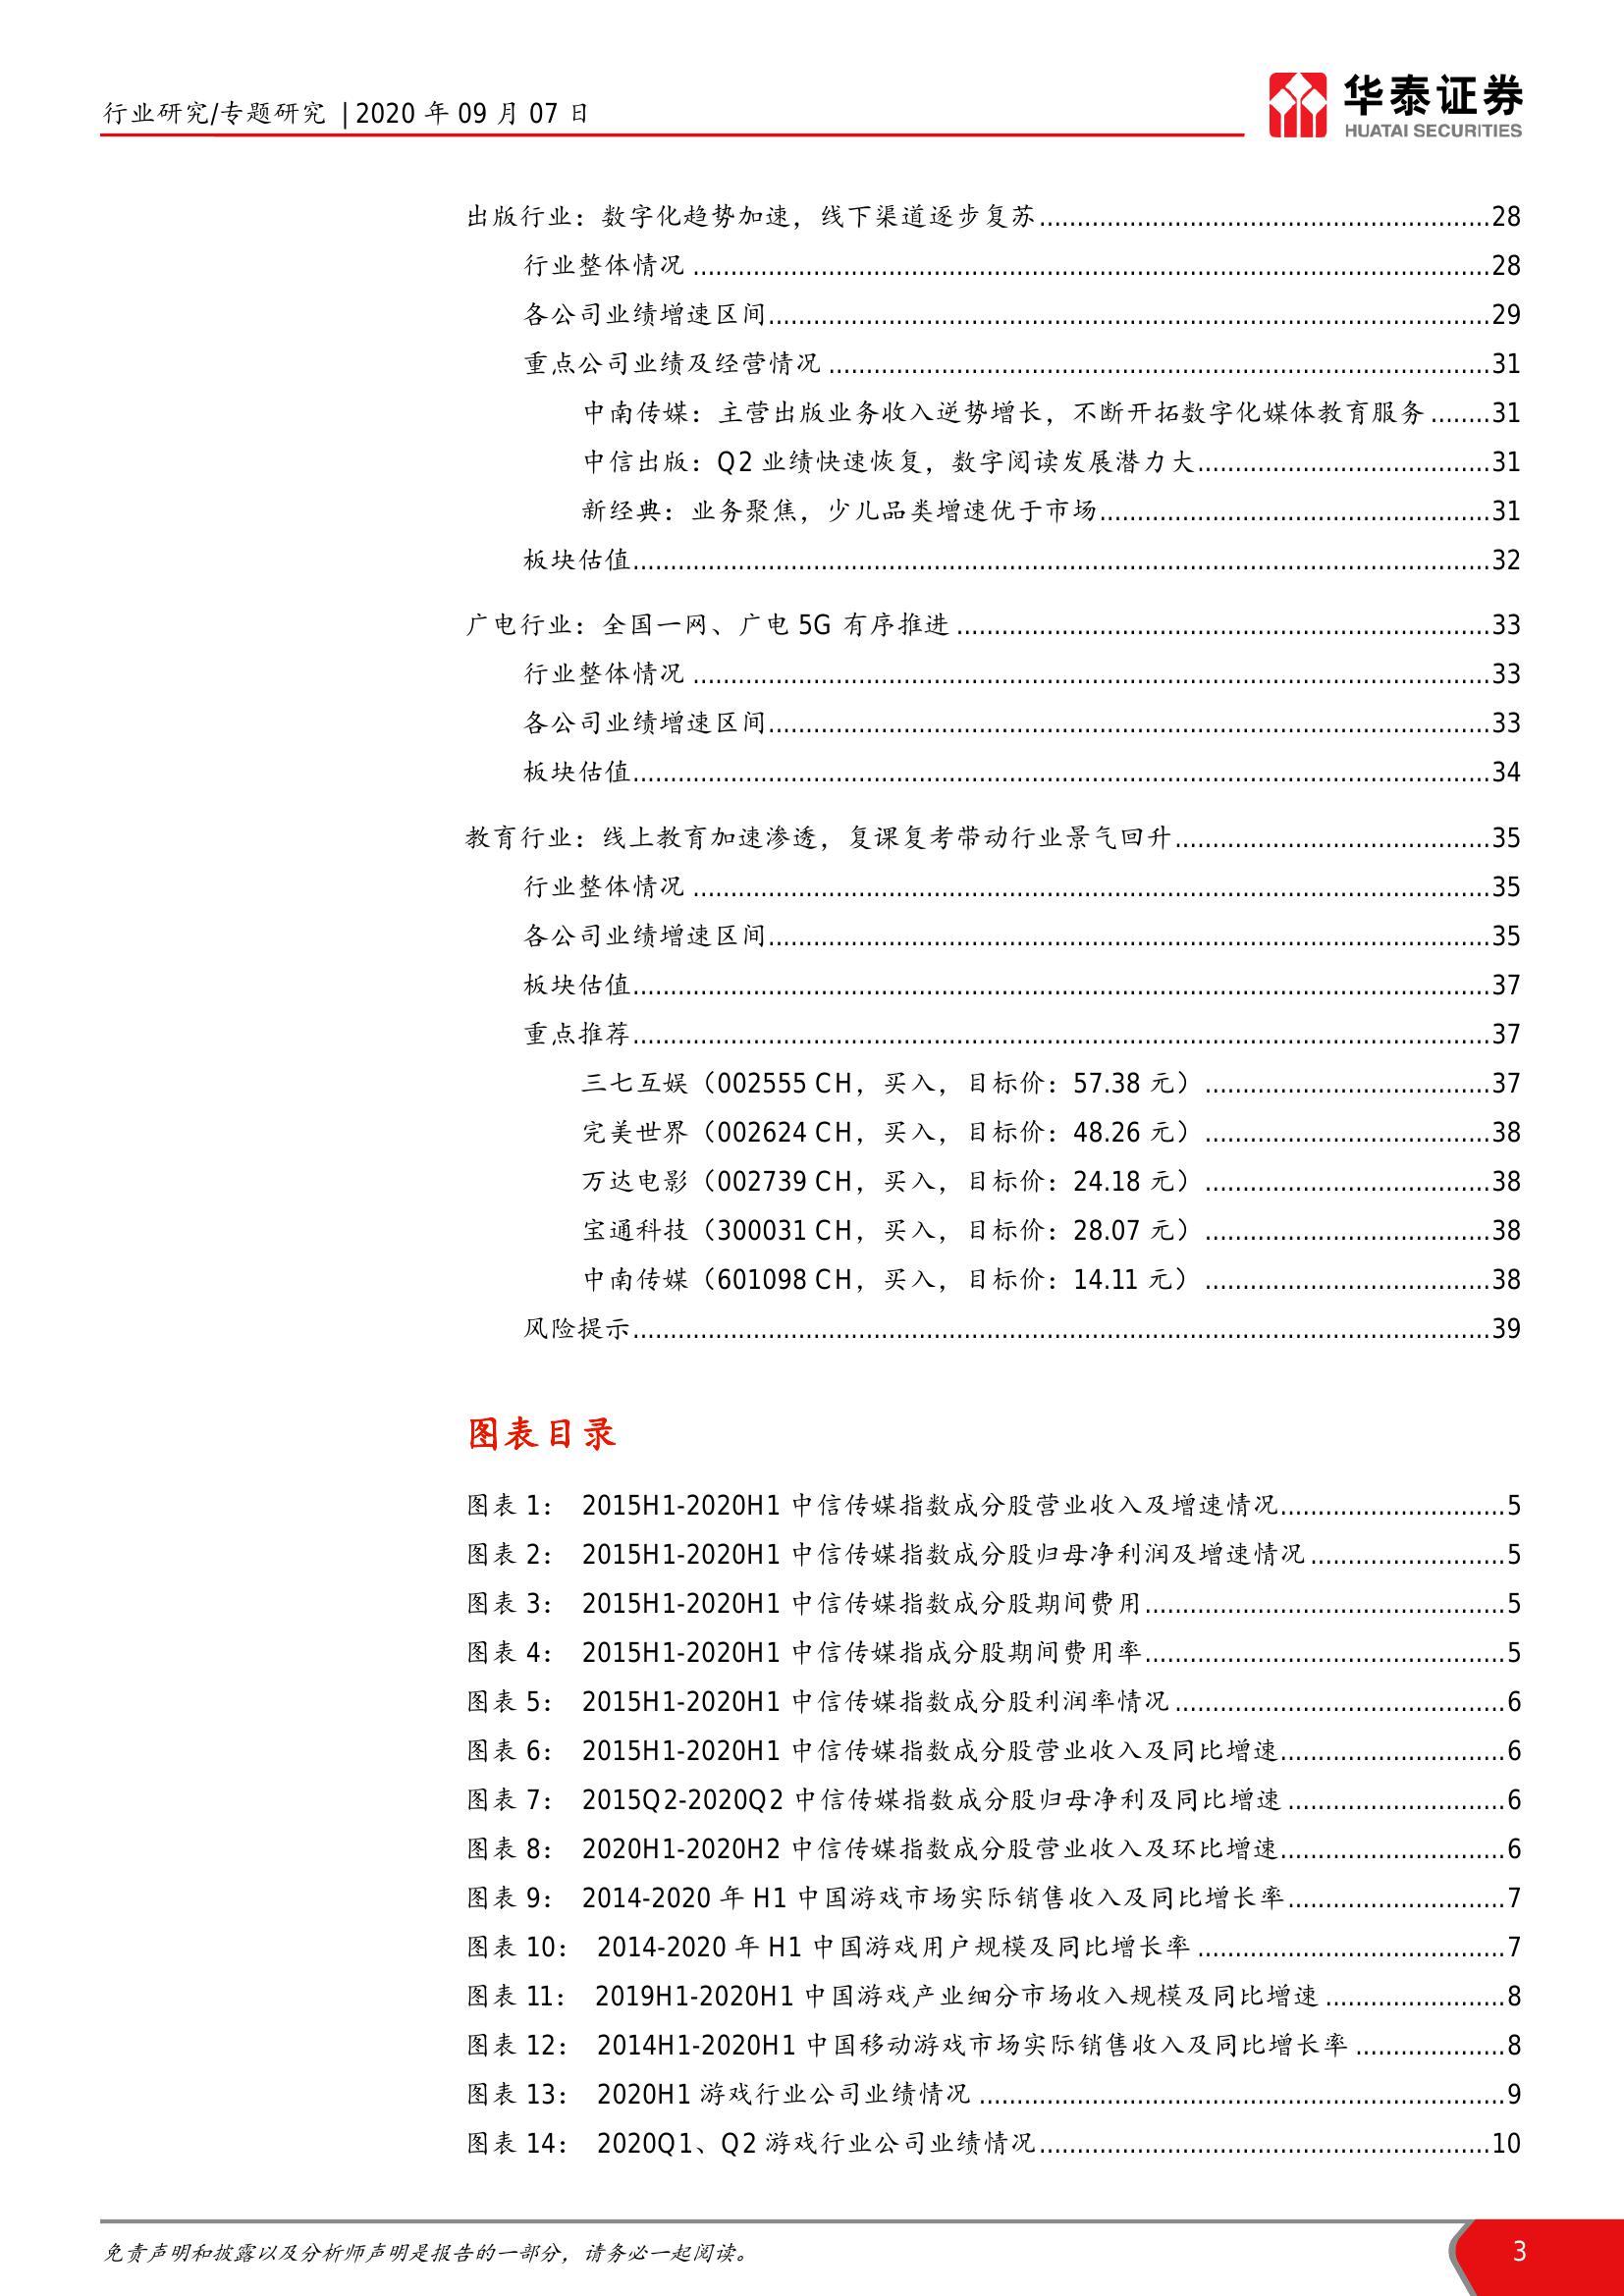 行业研究/专题研究 | 2020 年 09 月 07 日
华泰证券
HUATAI SECURITIES
出版行业：数字化趋势加速，线下渠道逐步复苏........28
行业整体情况........28
各公司业绩增速区间........29
重点公司业绩及经营情况........31
中南传媒：主营出版业务收入逆势增长，不断开拓数字化媒体教育服务........31
中信出版：Q2 业绩快速恢复，数字阅读发展潜力大........31
新经典：业务聚焦，少儿品类增速优于市场........31
板块估值........32
广电行业：全国一网、广电 5G 有序推进........33
行业整体情况........33
各公司业绩增速区间........33
板块估值........34
教育行业：线上教育加速渗透，复课复考带动行业景气回升........35
行业整体情况........35
各公司业绩增速区间........35
板块估值........37
重点推荐........37
三七互娱（002555 CH，买入，目标价：57.38 元）........37
完美世界（002624 CH，买入，目标价：48.26 元）........38
万达电影（002739 CH，买入，目标价：24.18 元）........38
宝通科技（300031 CH，买入，目标价：28.07 元）........38
中南传媒（601098 CH，买入，目标价：14.11 元）........38
风险提示........39
图表目录
图表 1： 2015H1-2020H1 中信传媒指数成分股营业收入及增速情况........5
图表 2： 2015H1-2020H1 中信传媒指数成分股归母净利润及增速情况........5
图表 3： 2015H1-2020H1 中信传媒指数成分股期间费用........5
图表 4： 2015H1-2020H1 中信传媒指成分股期间费用率........5
图表 5： 2015H1-2020H1 中信传媒指数成分股利润率情况........6
图表 6： 2015H1-2020H1 中信传媒指数成分股营业收入及同比增速........6
图表 7： 2015Q2-2020Q2 中信传媒指数成分股归母净利及同比增速........6
图表 8： 2020H1-2020H2 中信传媒指数成分股营业收入及环比增速........6
图表 9： 2014-2020 年 H1 中国游戏市场实际销售收入及同比增长率........7
图表 10： 2014-2020 年 H1 中国游戏用户规模及同比增长率........7
图表 11： 2019H1-2020H1 中国游戏产业细分市场收入规模及同比增速........8
图表 12： 2014H1-2020H1 中国移动游戏市场实际销售收入及同比增长率........8
图表 13： 2020H1 游戏行业公司业绩情况........9
图表 14： 2020Q1、Q2 游戏行业公司业绩情况........10
免责声明和披露以及分析师声明是报告的一部分，请务必一起阅读。
3